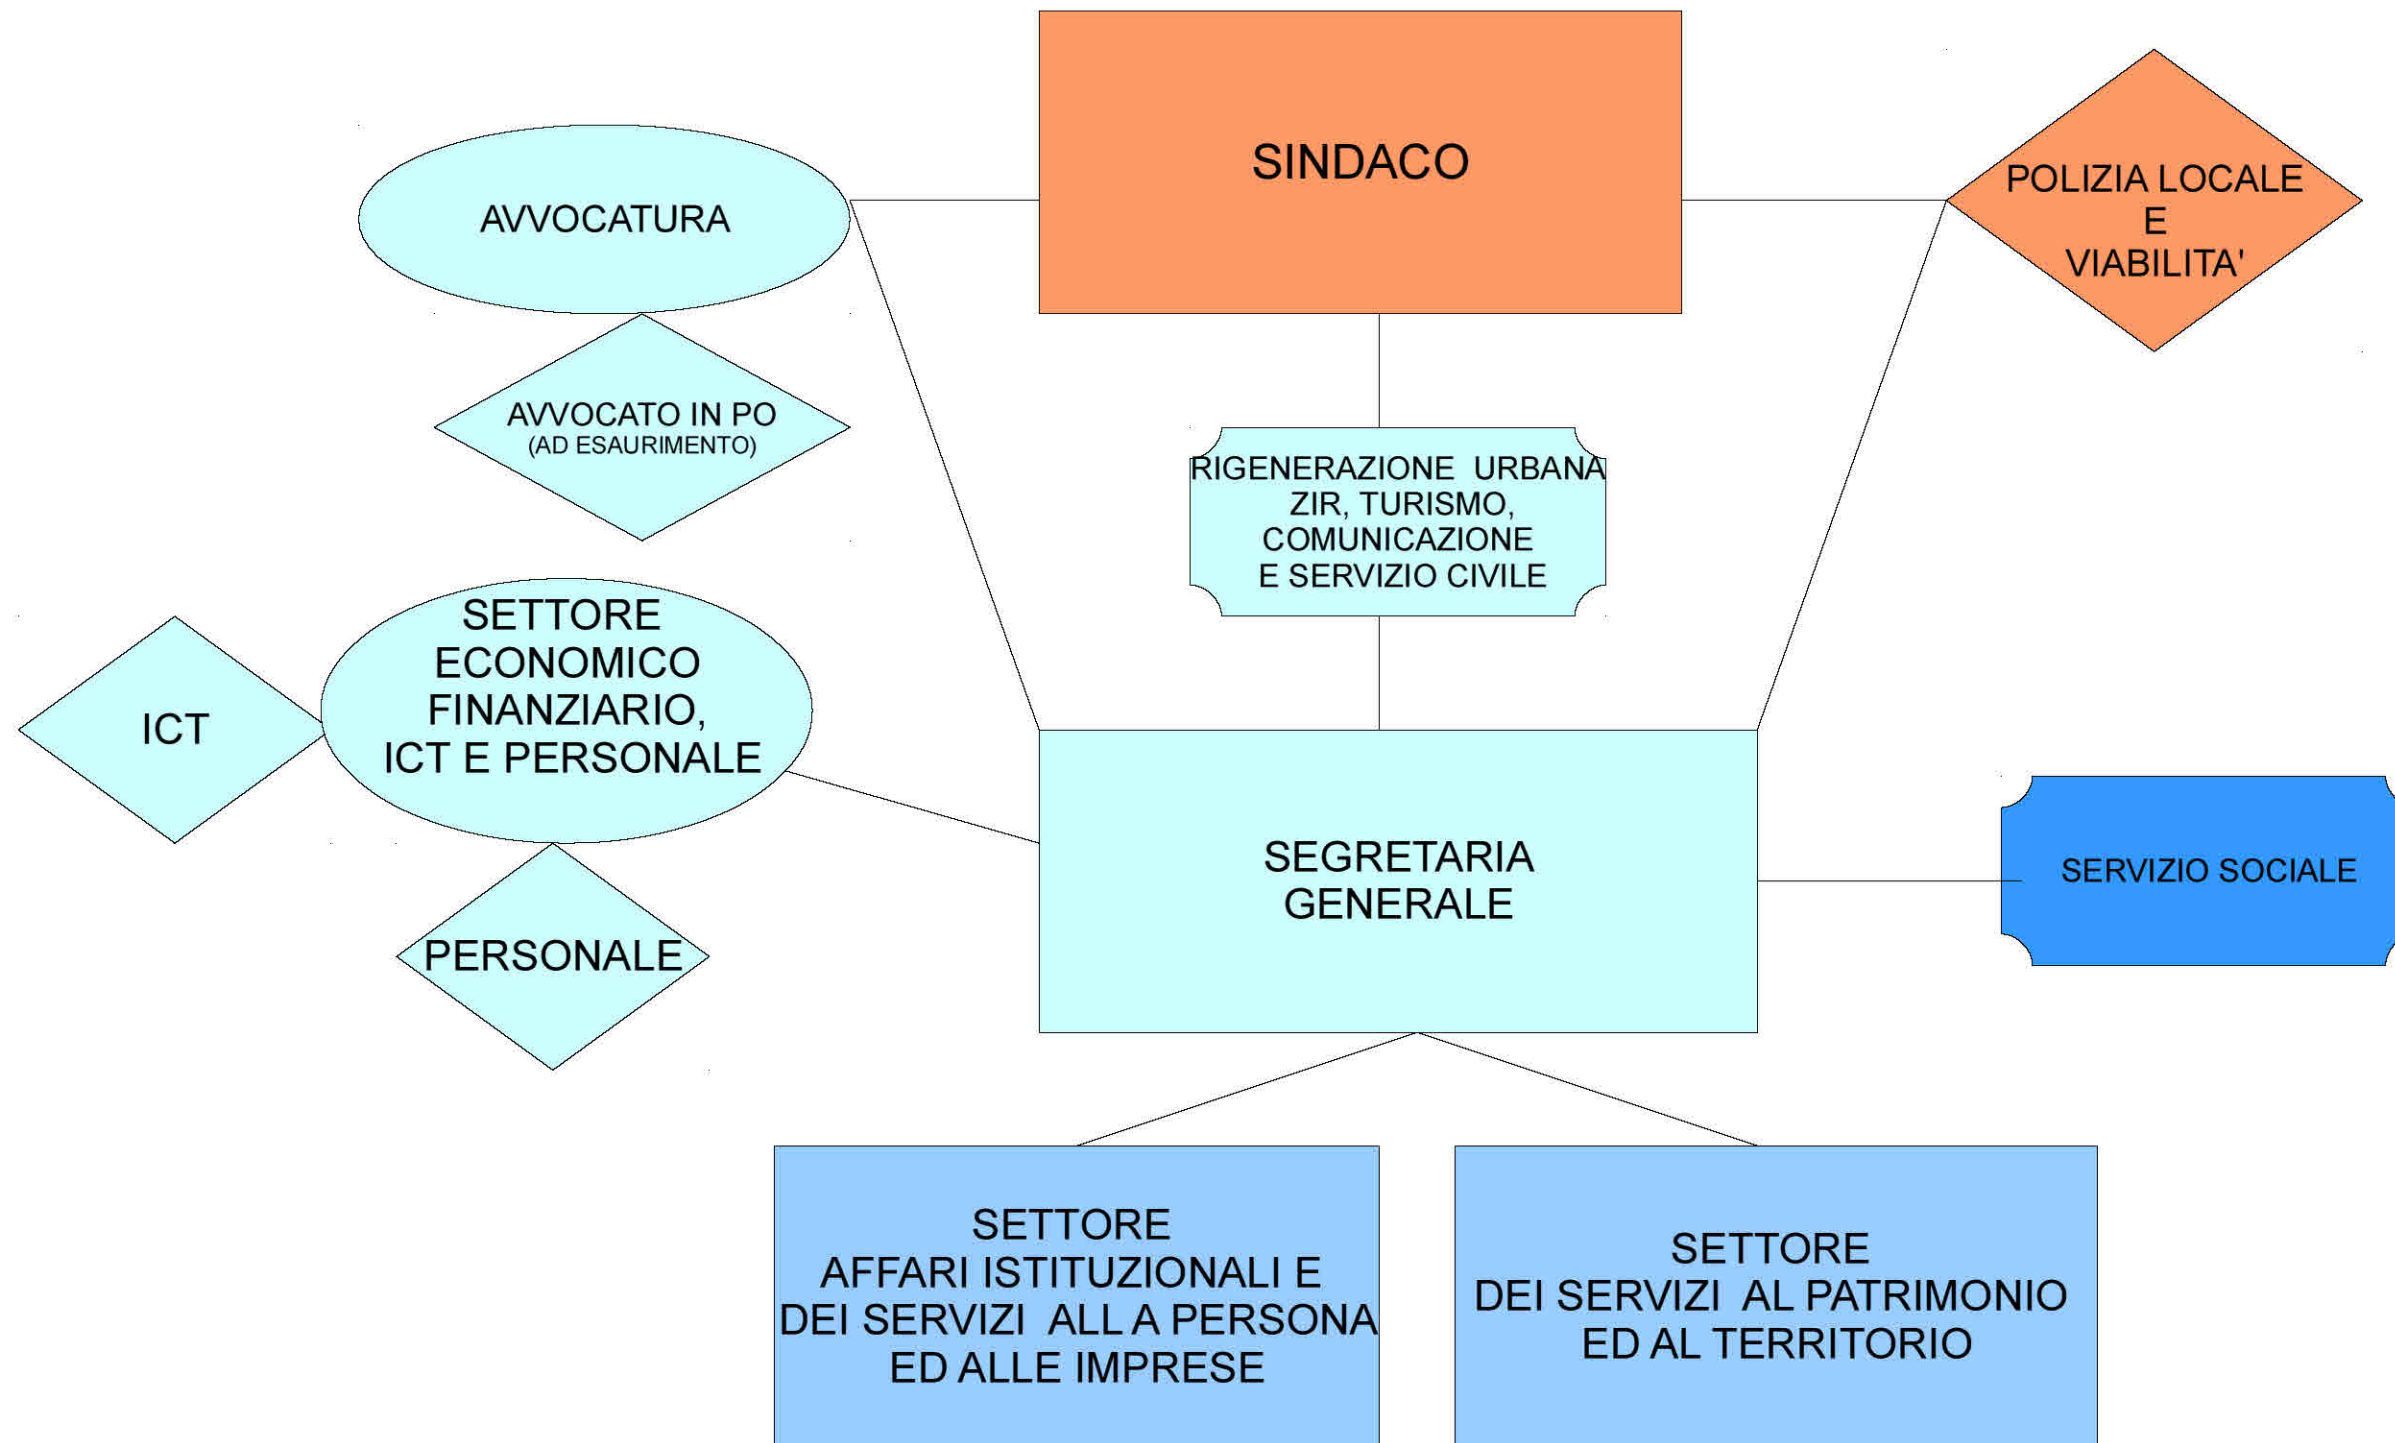 SINDACO
POLIZIA LOCALE
E
VIABILITA'
AVVOCATURA
AVVOCATO IN PO
(AD ESAURIMENTO)
RIGENERAZIONE  URBANA
ZIR, TURISMO,
COMUNICAZIONE
E SERVIZIO CIVILE
SETTORE
ECONOMICO
FINANZIARIO,
ICT E PERSONALE
ICT
PERSONALE
SEGRETARIA
GENERALE
SERVIZIO SOCIALE
SETTORE
AFFARI ISTITUZIONALI E
DEI SERVIZI  ALL A PERSONA
ED ALLE IMPRESE
SETTORE
DEI SERVIZI  AL PATRIMONIO
ED AL TERRITORIO